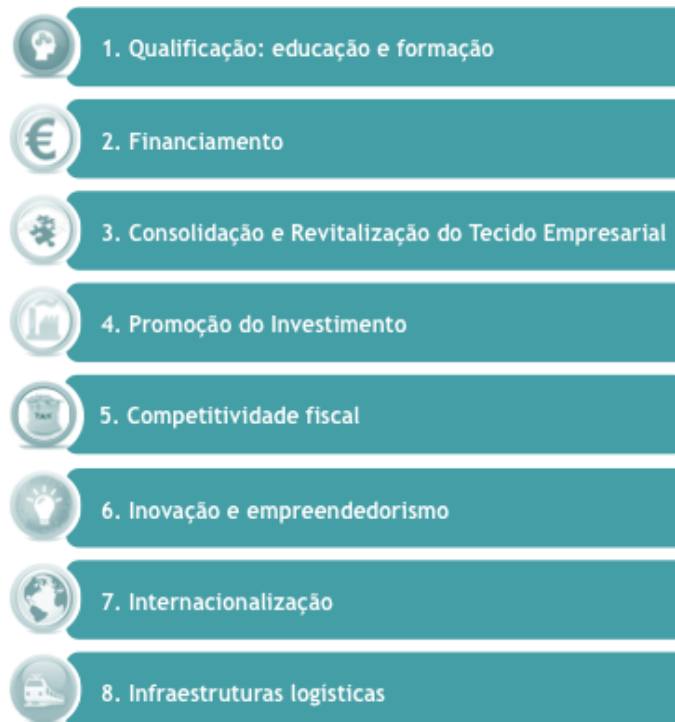 1. Qualificação: educação e formação
2. Financiamento
3. Consolidação e Revitalização do Tecido Empresarial
4. Promoção do Investimento
TAX
5. Competitividade fiscal
6. Inovação e empreendedorismo
7. Internacionalização
8. Infraestruturas logísticas